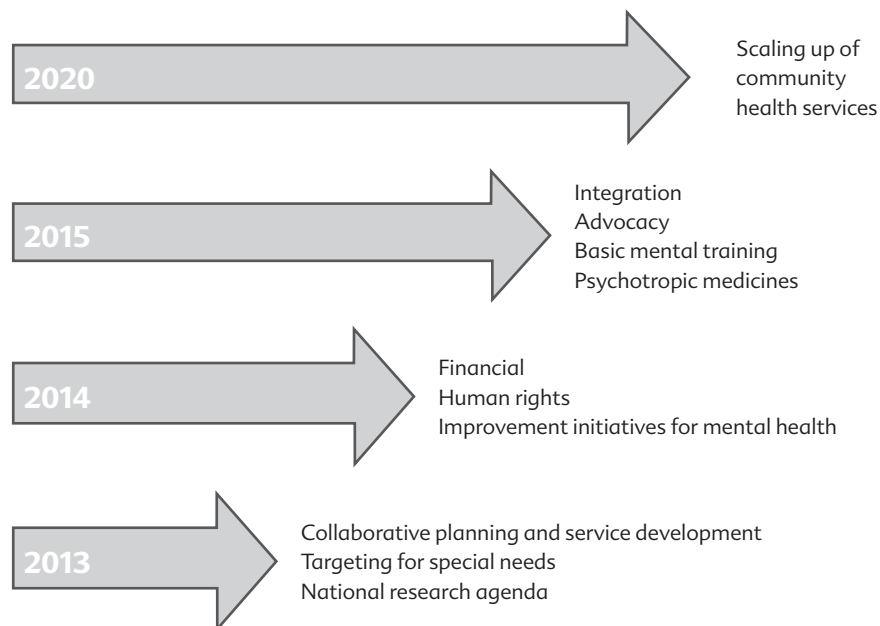 2020
Scaling up of
community
health services
2015
Integration
Advocacy
Basic mental training
Psychotropic medicines
2014
Financial
Human rights
Improvement initiatives for mental health
2013
Collaborative planning and service development
Targeting for special needs
National research agenda